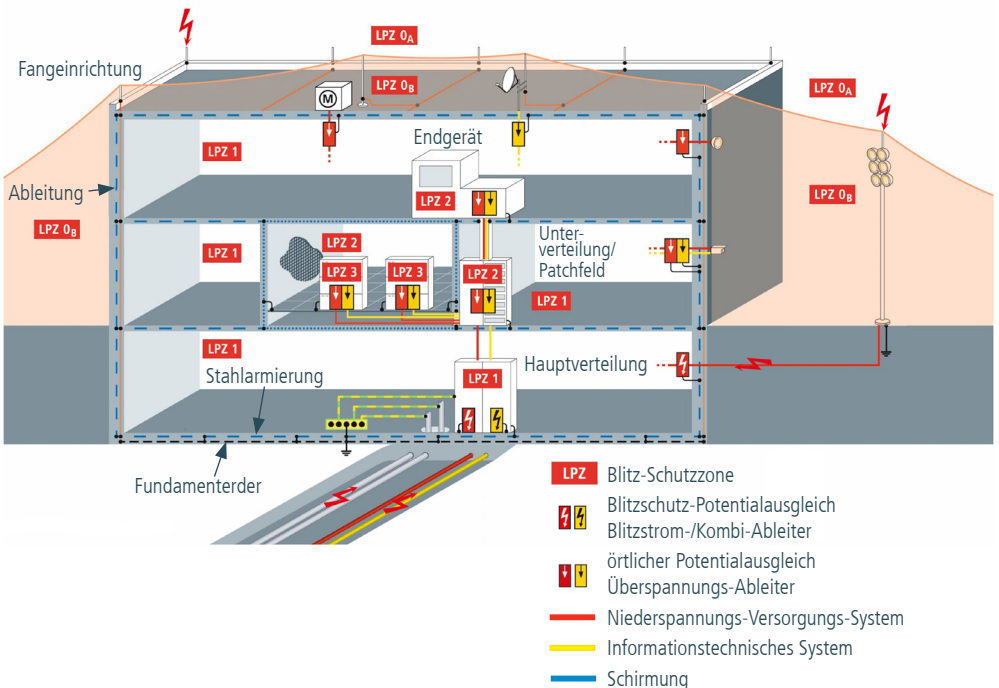 LPZ 0A
Fangeinrichtung
LPZ 0B
LPZ 0A
M
Endgerät
LPZ 1
Ableitung
LPZ 2
LPZ 0B
LPZ 0B
LPZ 1
LPZ 2
Unter-
verteilung/
Patchfeld
LPZ 3
LPZ 3
LPZ 2
LPZ 1
LPZ 1
Stahlarmierung
Hauptverteilung
LPZ 1
Fundamenterder
LPZ Blitz-Schutzzone
Blitzschutz-Potentialausgleich
Blitzstrom-/Kombi-Ableiter
örtlicher Potentialausgleich
Überspannungs-Ableiter
Niederspannungs-Versorgungs-System
Informationstechnisches System
Schirmung